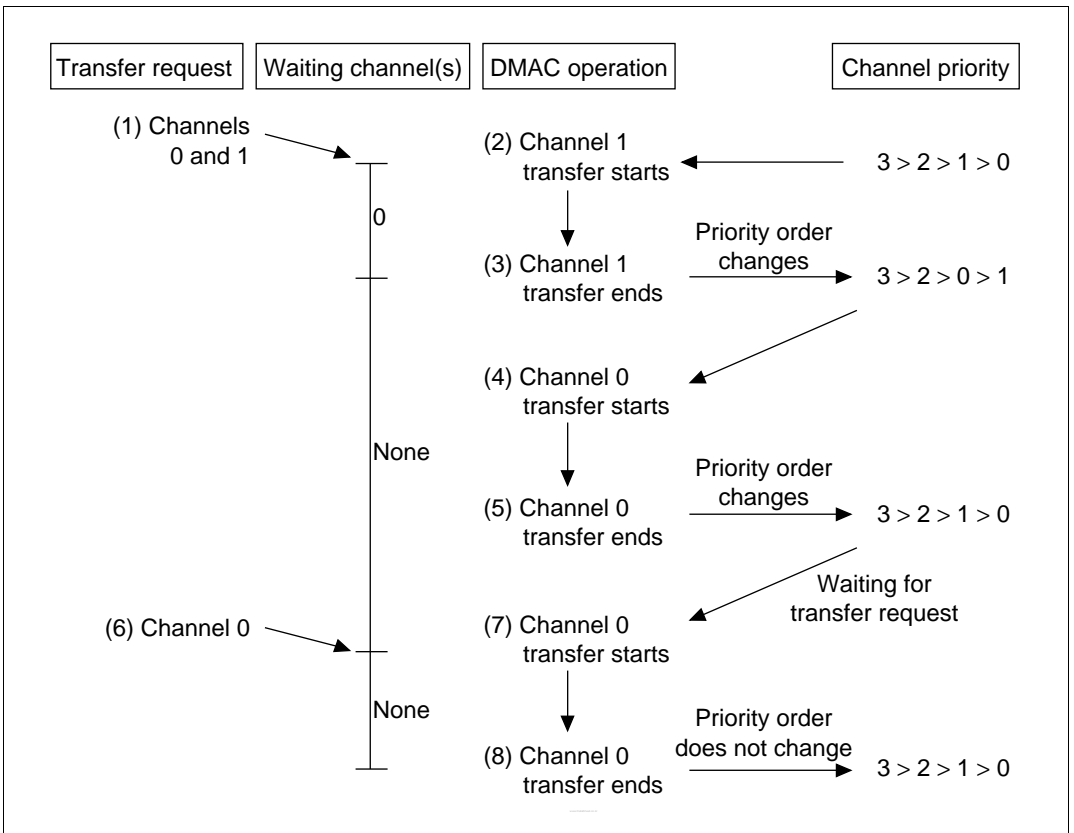 Transfer request
Waiting channel(s)
DMAC operation
Channel priority
(1) Channels
0 and 1
0
(2) Channel 1
transfer starts
3 > 2 > 1 > 0
(3) Channel 1
transfer ends
Priority order
changes
3 > 2 > 0 > 1
(4) Channel 0
transfer starts
None
(5) Channel 0
transfer ends
Priority order
changes
3 > 2 > 1 > 0
Waiting for
transfer request
(6) Channel 0
(7) Channel 0
transfer starts
None
(8) Channel 0
transfer ends
Priority order
does not change
3 > 2 > 1 > 0